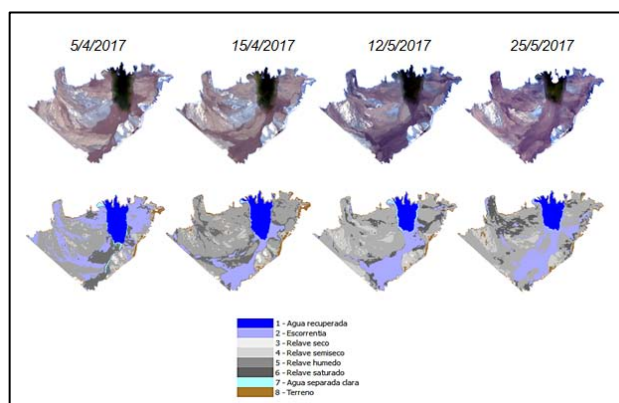 5/4/2017
15/4/2017
12/5/2017
25/5/2017
1 - Agua recuperada
2 - Escorrentia
3 - Relave seco
4 - Relave semiseco
5 - Relave humedo
6 - Relave saturado
7 - Agua separada clara
8 - Terreno